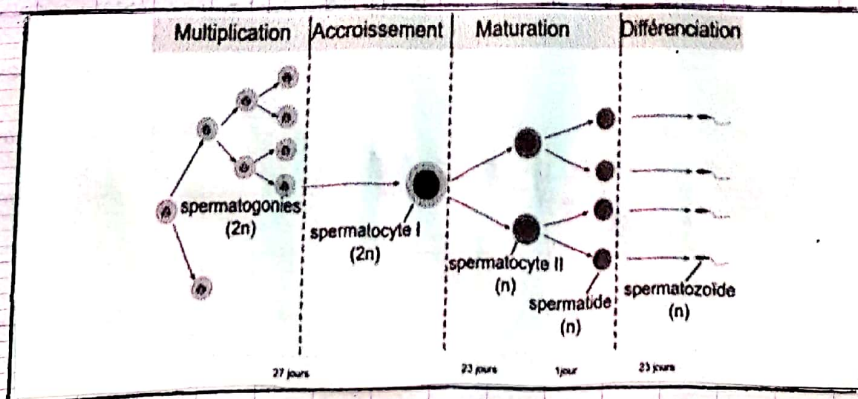 Multiplication Accroissement Maturation Différenciation
spermatogonies
(2n)
spermatocyte I
(2n)
spermatocyte II
(n)
spermatide
(n)
spermatozoïde
(n)
27 jours 23 jours 1jour 23 jours